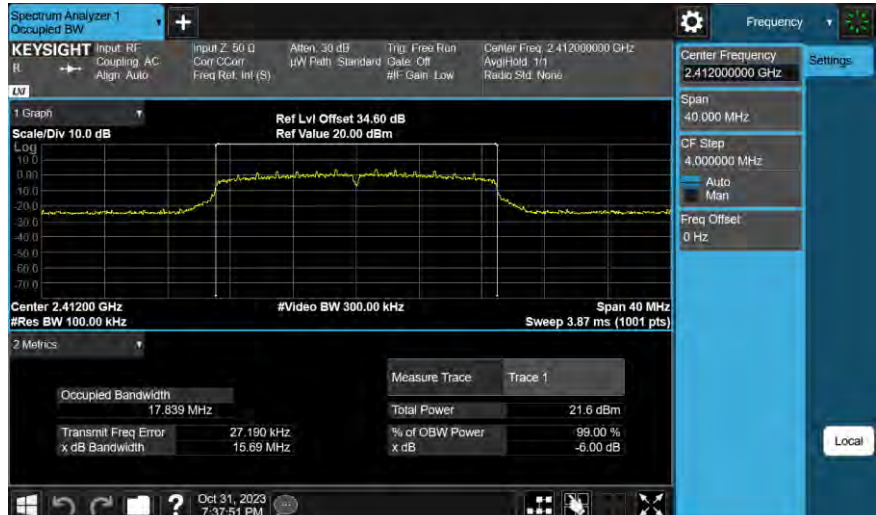 Spectrum Analyzer 1
Occupied BW
+
Frequency
KEYSIGHT Input: RF
R
Coupling: AC
Align: Auto
Input Z: 50 Ω
Corr CCorr
Freq Ref: Int (S)
Atten: 30 dB
µW Path: Standard
Trig: Free Run
Gate: Off
#IF Gain: Low
Center Freq: 2.412000000 GHz
Avg|Hold: 1/1
Radio Std: None
LXI
Center Frequency
2.412000000 GHz
Settings
Span
40.000 MHz
CF Step
4.000000 MHz
Auto
Man
Freq Offset
0 Hz
1 Graph
Scale/Div 10.0 dB
Ref Lvl Offset 34.60 dB
Ref Value 20.00 dBm
Log
10.0
0.00
-10.0
-20.0
-30.0
-40.0
-50.0
-60.0
-70.0
Center 2.41200 GHz
#Video BW 300.00 kHz
Span 40 MHz
#Res BW 100.00 kHz
Sweep 3.87 ms (1001 pts)
2 Metrics
Measure Trace Trace 1
Occupied Bandwidth
17.839 MHz
Total Power 21.6 dBm
Transmit Freq Error 27.190 kHz
% of OBW Power 99.00 %
x dB Bandwidth 15.69 MHz
x dB -6.00 dB
Local
?
Oct 31, 2023
7:37:51 PM